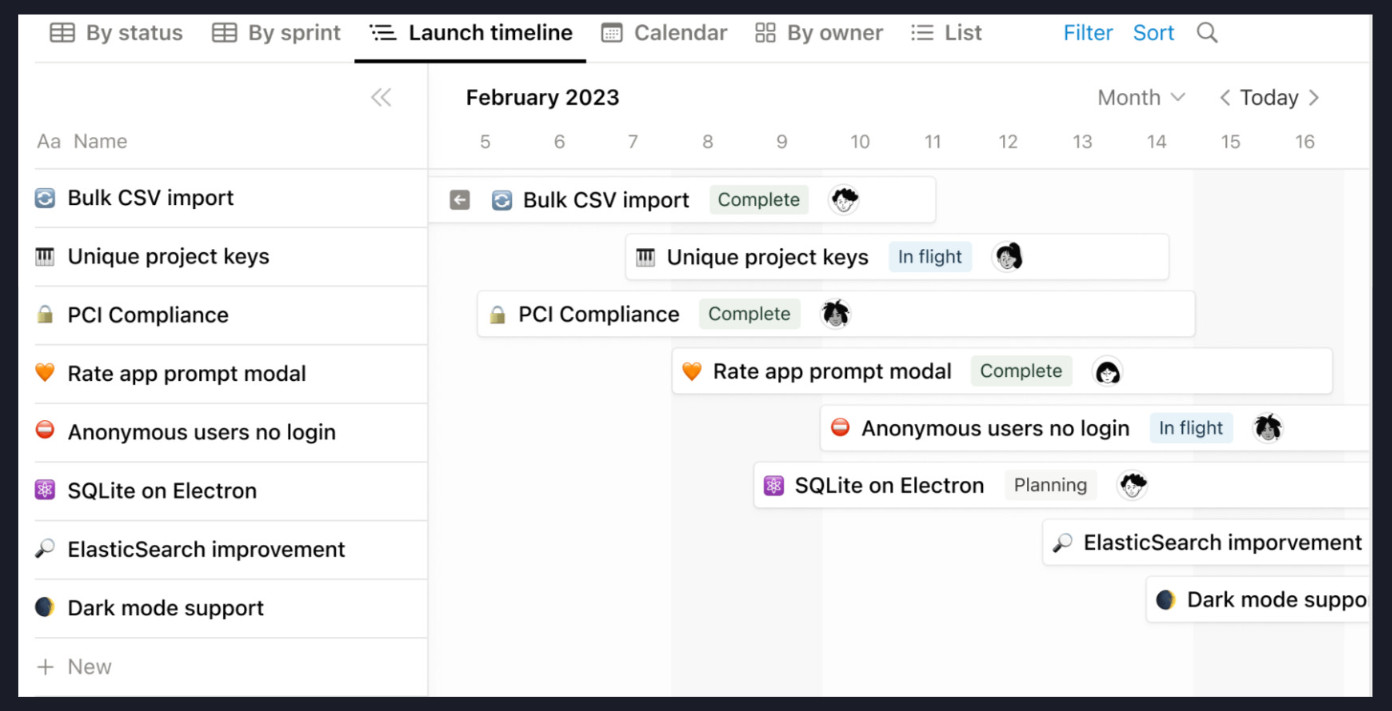 By status By sprint Launch timeline Calendar By owner List Filter Sort
February 2023 Month Today
Aa Name 5 6 7 8 9 10 11 12 13 14 15 16
Bulk CSV import Bulk CSV import Complete
Unique project keys Unique project keys In flight
PCI Compliance PCI Compliance Complete
Rate app prompt modal Rate app prompt modal Complete
Anonymous users no login Anonymous users no login In flight
SQLite on Electron SQLite on Electron Planning
ElasticSearch improvement ElasticSearch imporvement
Dark mode support Dark mode suppo
+ New